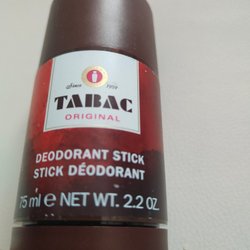 Since 1959
TABAC
ORIGINAL
DEODORANT STICK
STICK DÉODORANT
75 ml e NET WT. 2.2 OZ.